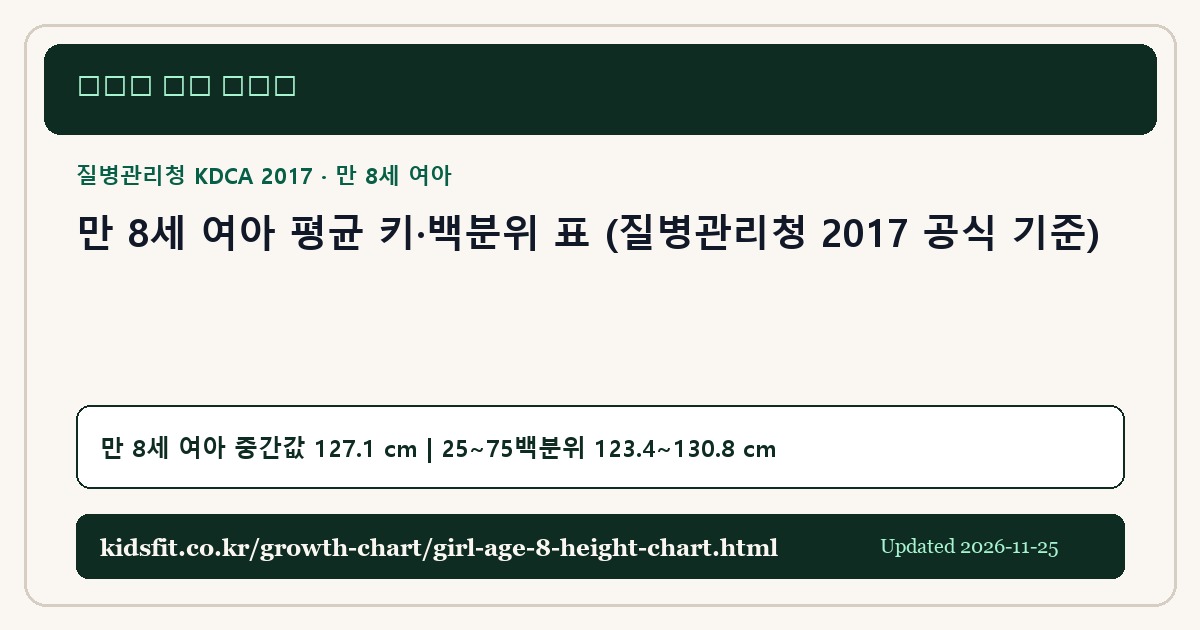 질병관리청 KDCA 2017 · 만 8세 여아
만 8세 여아 평균 키·백분위 표 (질병관리청 2017 공식 기준)
만 8세 여아 중간값 127.1 cm | 25~75백분위 123.4~130.8 cm
kidsfit.co.kr/growth-chart/girl-age-8-height-chart.html
Updated 2026-11-25